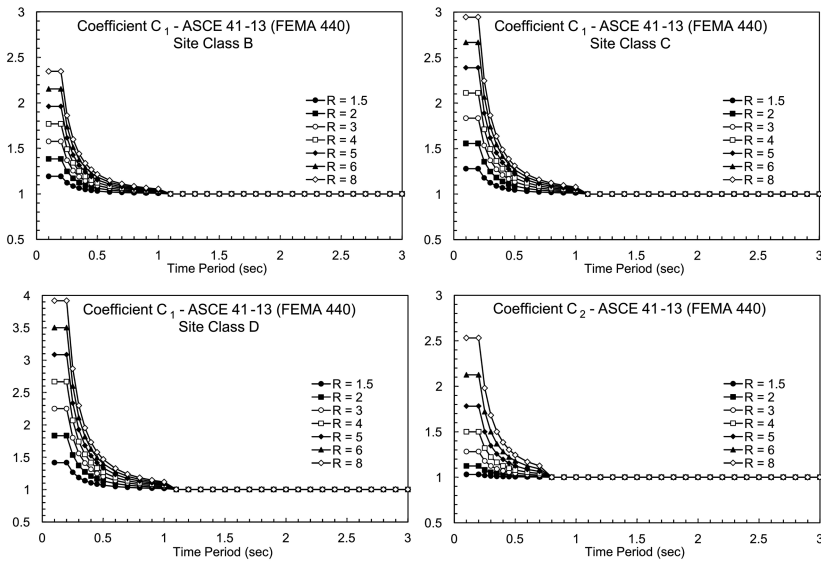 Coefficient C 1 - ASCE 41 -13 (FEMA 440)
Site Class B
3
2.5
2
1.5
1
0.5
R = 1.5
R = 2
R = 3
R = 4
R = 5
R = 6
R = 8
0 0.5 1 1.5 2 2.5 3
Time Period (sec)
Coefficient C 1 - ASCE 41 -13 (FEMA 440)
Site Class C
3
2.5
2
1.5
1
0.5
R = 1.5
R = 2
R = 3
R = 4
R = 5
R = 6
R = 8
0 0.5 1 1.5 2 2.5 3
Time Period (sec)
Coefficient C 1 - ASCE 41 -13 (FEMA 440)
Site Class D
4
3.5
3
2.5
2
1.5
1
0.5
R = 1.5
R = 2
R = 3
R = 4
R = 5
R = 6
R = 8
0 0.5 1 1.5 2 2.5 3
Time Period (sec)
Coefficient C 2 - ASCE 41-13 (FEMA 440)
3
2.5
2
1.5
1
0.5
R = 1.5
R = 2
R = 3
R = 4
R = 5
R = 6
R = 8
0 0.5 1 1.5 2 2.5 3
Time Period (sec)